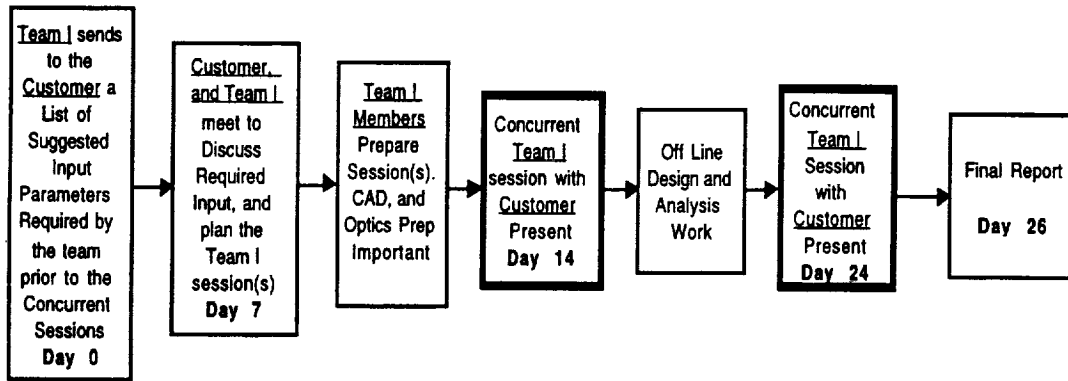 Team I sends
to the
Customer a
List of
Suggested
Input
Parameters
Required by
the team
prior to the
Concurrent
Sessions
Day 0
Customer,
and Team I
meet to
Discuss
Required
Input, and
plan the
Team I
session(s)
Day 7
Team I
Members
Prepare
Session(s).
CAD, and
Optics Prep
Important
Concurrent
Team I
session with
Customer
Present
Day 14
Off Line
Design and
Analysis
Work
Concurrent
Team I
Session
with
Customer
Present
Day 24
Final Report
Day 26